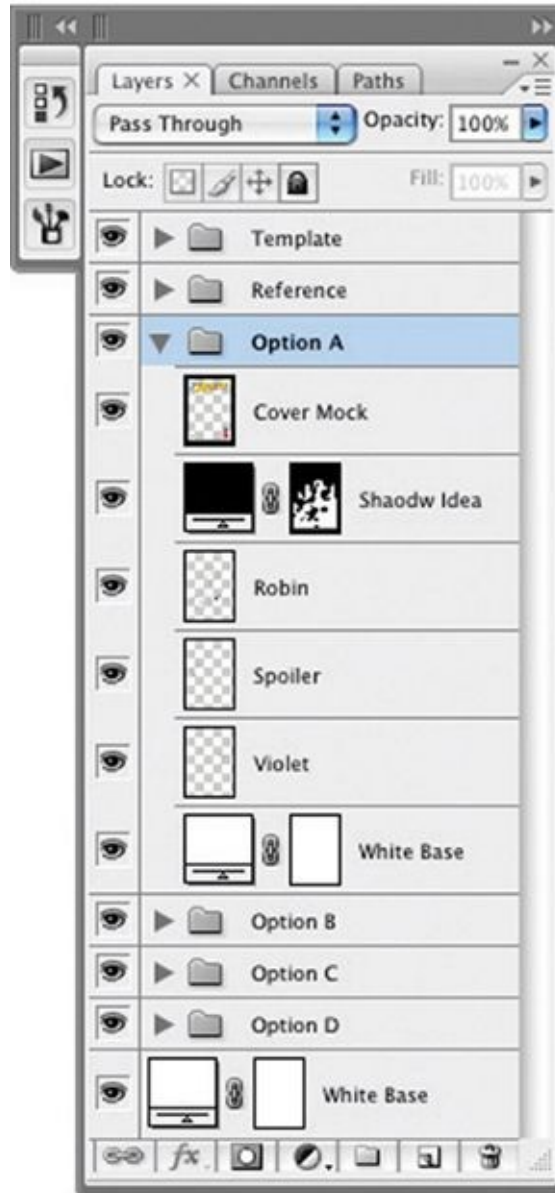 Layers Channels Paths
Pass Through Opacity: 100%
Lock: Fill: 100%
Template
Reference
Option A
Cover Mock
Shaodw Idea
Robin
Spoiler
Violet
White Base
Option B
Option C
Option D
White Base
fx